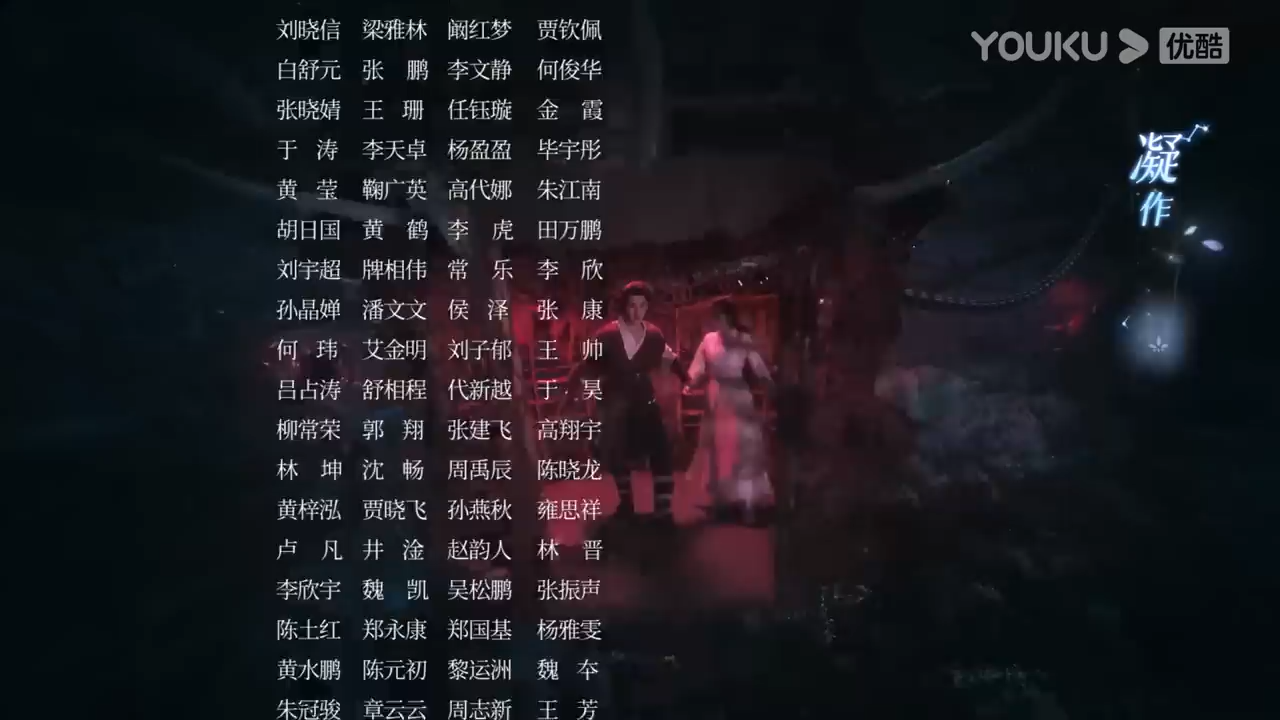 刘晓信 梁雅林 阚红梦 贾钦佩
白舒元 张 鹏 李文静 何俊华
张晓婧 王 珊 任钰璇 金 霞
于 涛 李天卓 杨盈盈 毕宇彤
黄 莹 鞠广英 高代娜 朱江南
胡日国 黄 鹤 李 虎 田万鹏
刘宇超 牌相伟 常 乐 李 欣
孙晶婵 潘文文 侯 泽 张 康
何 玮 艾金明 刘子郁 王 帅
吕占涛 舒相程 代新越 于 昊
柳常荣 郭 翔 张建飞 高翔宇
林 坤 沈 畅 周禹辰 陈晓龙
黄梓泓 贾晓飞 孙燕秋 雍思祥
卢 凡 井 淦 赵韵人 林 晋
李欣宇 魏 凯 吴松鹏 张振声
陈土红 郑永康 郑国基 杨雅雯
黄水鹏 陈元初 黎运洲 魏 夲
朱冠骏 章云云 周志新 王 芳
YOUKU 优酷
凝
作